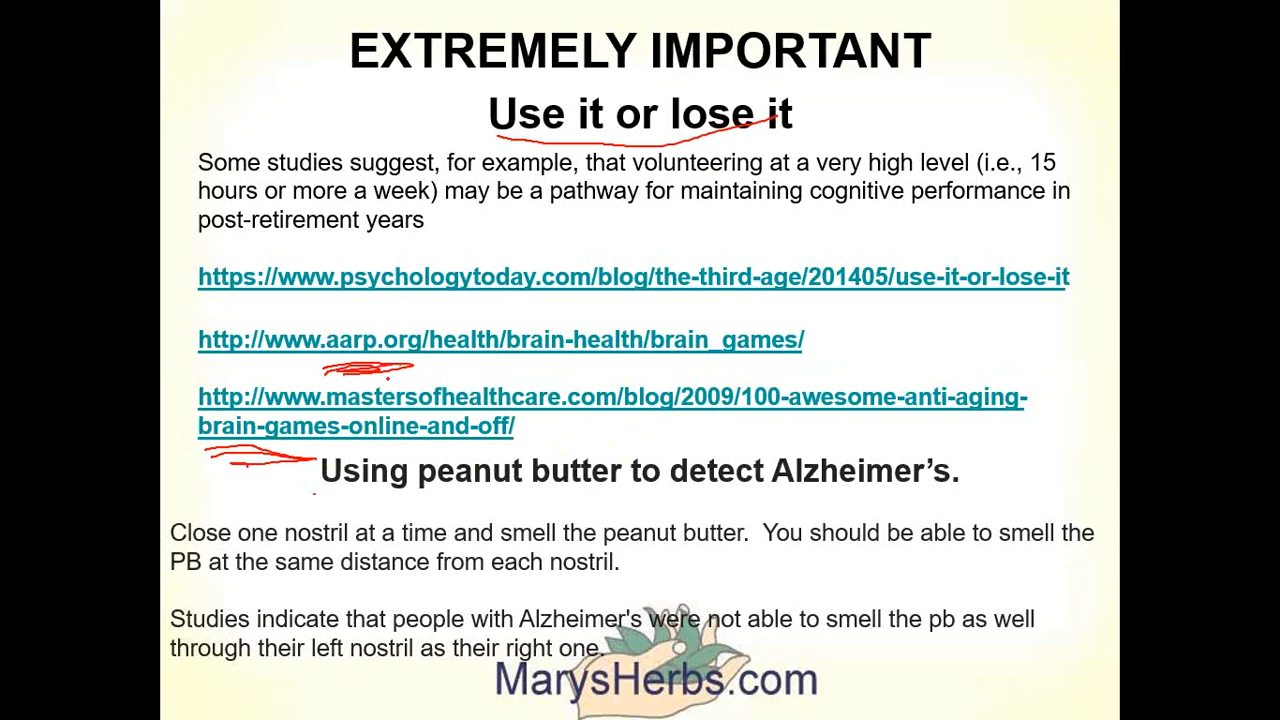 EXTREMELY IMPORTANT
Use it or lose it
Some studies suggest, for example, that volunteering at a very high level (i.e., 15
hours or more a week) may be a pathway for maintaining cognitive performance in
post-retirement years
https://www.psychologytoday.com/blog/the-third-age/201405/use-it-or-lose-it
http://www.aarp.org/health/brain-health/brain_games/
http://www.mastersofhealthcare.com/blog/2009/100-awesome-anti-aging-
brain-games-online-and-off/
Using peanut butter to detect Alzheimer’s.
Close one nostril at a time and smell the peanut butter.  You should be able to smell the
PB at the same distance from each nostril.
Studies indicate that people with Alzheimer's were not able to smell the pb as well
through their left nostril as their right one.
MarysHerbs.com